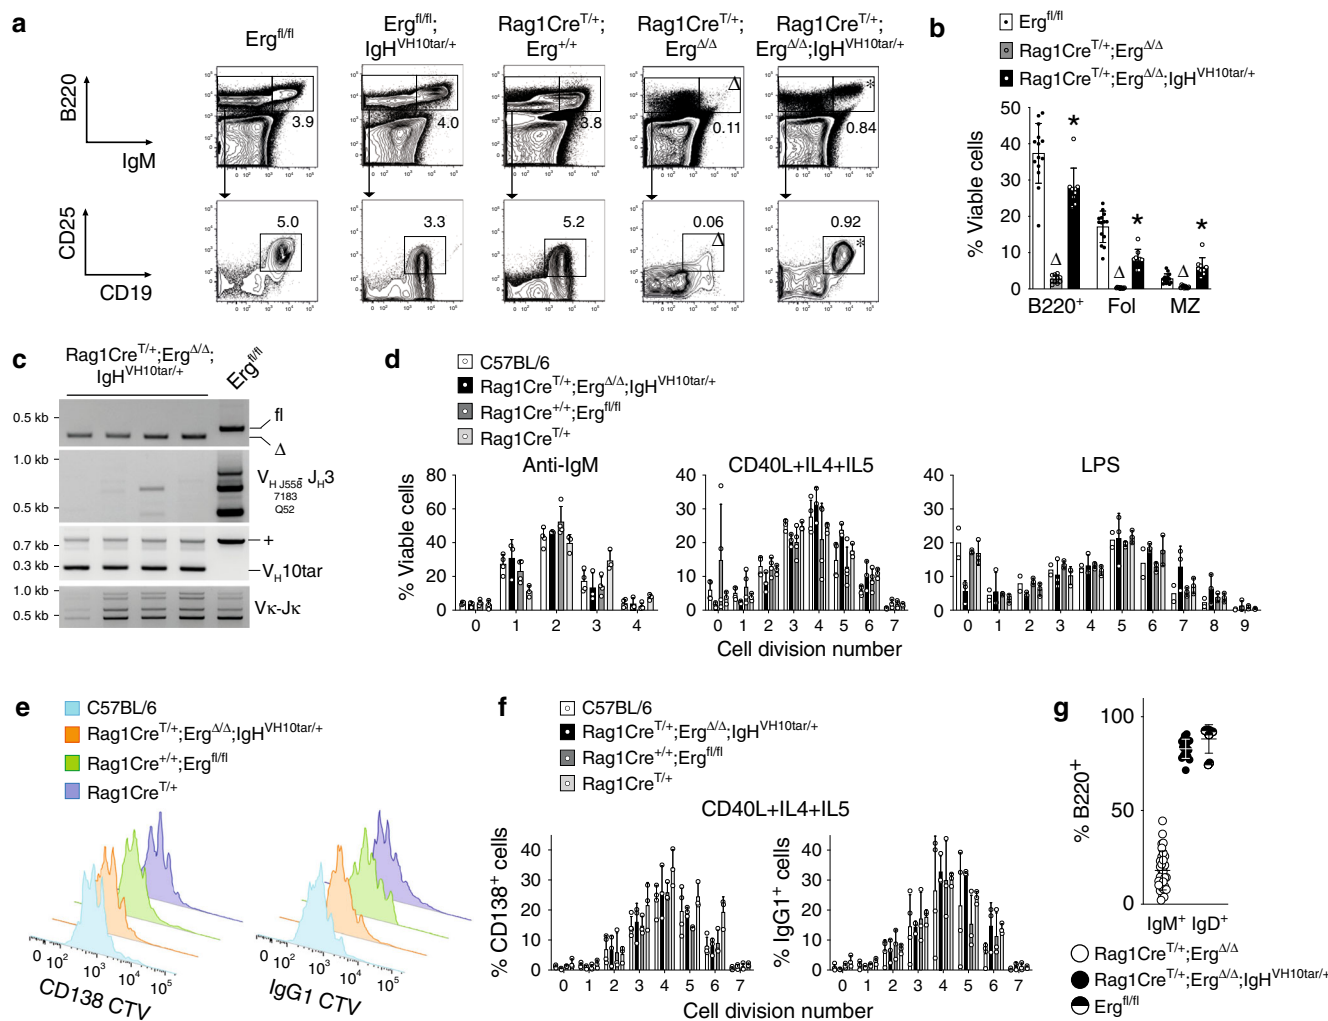 a
Erg^fl/fl
Erg^fl/fl;
IgH^VH10tar/+
Rag1Cre^T/+;
Erg^+/+
Rag1Cre^T/+;
Erg^Δ/Δ
Rag1Cre^T/+;
Erg^Δ/Δ;IgH^VH10tar/+
B220
IgM
3.9
4.0
3.8
Δ
0.11
*
0.84
CD25
CD19
5.0
3.3
5.2
0.06
Δ
0.92
*
b
Erg^fl/fl
Rag1Cre^T/+;Erg^Δ/Δ
Rag1Cre^T/+;Erg^Δ/Δ;IgH^VH10tar/+
% Viable cells
50
40
30
20
10
0
Δ * Δ * Δ *
B220+ Fol MZ
c
Rag1Cre^T/+;Erg^Δ/Δ;
IgH^VH10tar/+
Erg^fl/fl
0.5 kb
fl
Δ
1.0 kb
0.5 kb
V_H J558- J_H3
7183
Q52
0.7 kb
+
0.3 kb
V_H10tar
1.0 kb
0.5 kb
Vκ-Jκ
d
C57BL/6
Rag1Cre^T/+;Erg^Δ/Δ;IgH^VH10tar/+
Rag1Cre^+/+;Erg^fl/fl
Rag1Cre^T/+
Anti-IgM
CD40L+IL4+IL5
LPS
% Viable cells
80
60
40
20
0
0 1 2 3 4
40
30
20
10
0
0 1 2 3 4 5 6 7
40
30
20
10
0
0 1 2 3 4 5 6 7 8 9
Cell division number
e
C57BL/6
Rag1Cre^T/+;Erg^Δ/Δ;IgH^VH10tar/+
Rag1Cre^+/+;Erg^fl/fl
Rag1Cre^T/+
0 10^2 10^3 10^4 10^5
CD138 CTV
0 10^2 10^3 10^4 10^5
IgG1 CTV
f
C57BL/6
Rag1Cre^T/+;Erg^Δ/Δ;IgH^VH10tar/+
Rag1Cre^+/+;Erg^fl/fl
Rag1Cre^T/+
CD40L+IL4+IL5
% CD138+ cells
40
30
20
10
0
0 1 2 3 4 5 6 7
% IgG1+ cells
40
30
20
10
0
0 1 2 3 4 5 6 7
Cell division number
g
% B220+
100
50
0
IgM+ IgD+
Rag1Cre^T/+;Erg^Δ/Δ
Rag1Cre^T/+;Erg^Δ/Δ;IgH^VH10tar/+
Erg^fl/fl